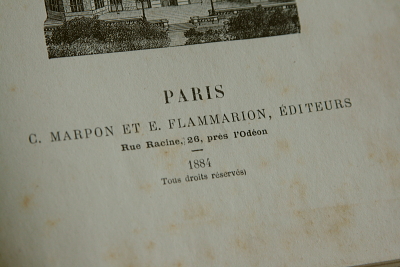 PARIS
C. MARPON ET E. FLAMMARION, ÉDITEURS
Rue Racine, 26, près l'Odéon
1884
Tous droits réservés)